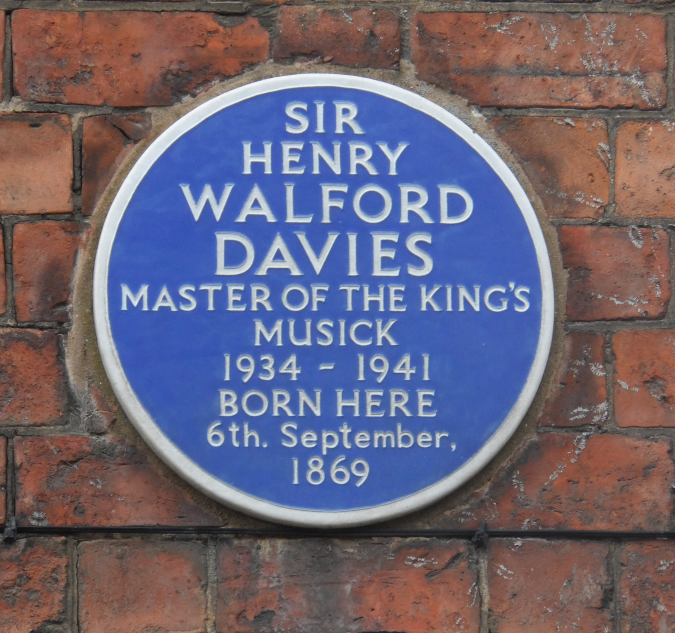 SIR
HENRY
WALFORD
DAVIES
MASTER OF THE KING'S
MUSICK
1934 - 1941
BORN HERE
6th. September,
1869